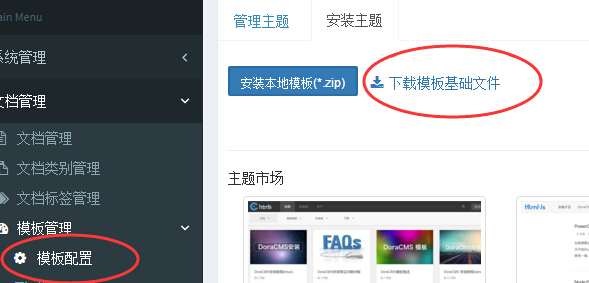 ain Menu
系统管理
文档管理
文档管理
文档类别管理
文档标签管理
模板管理
模板配置
管理主题
安装主题
安装本地模板(*.zip)
下载模板基础文件
主题市场
DoraCMS安装
FAQs
DoraCMS 模板
Html-Js